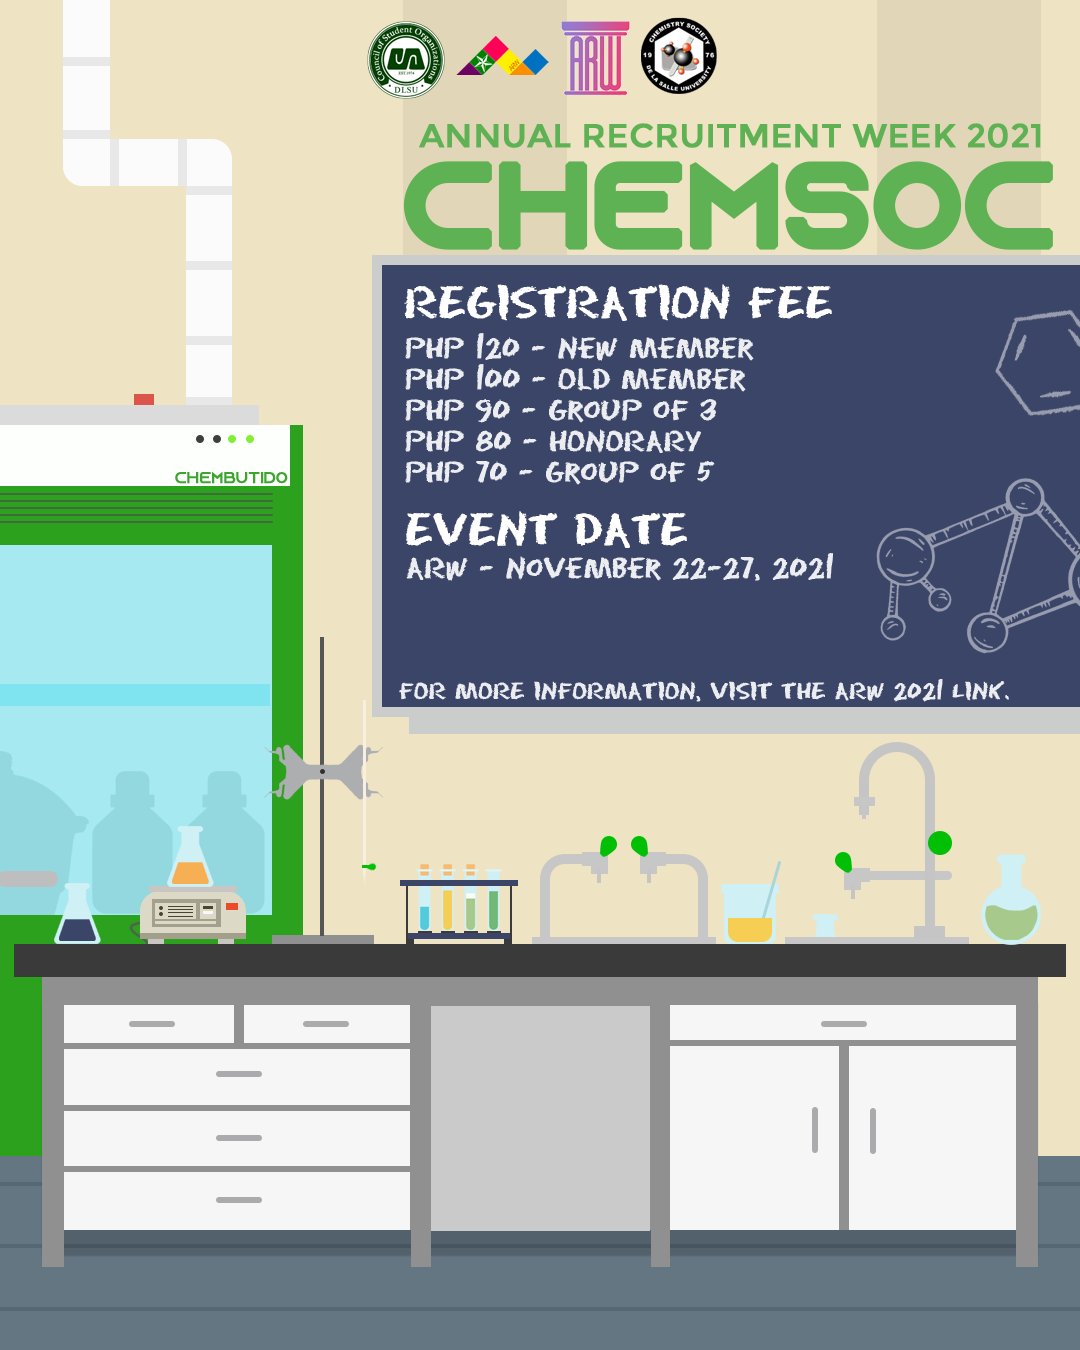 Council of Student Organizations
EST. 1974
DLSU
ARW
ARW
CHEMISTRY SOCIETY
19 76
DE LA SALLE UNIVERSITY
ANNUAL RECRUITMENT WEEK 2021
CHEMSOC
REGISTRATION FEE
PHP 120 - NEW MEMBER
PHP 100 - OLD MEMBER
PHP 90 - GROUP OF 3
PHP 80 - HONORARY
PHP 70 - GROUP OF 5
EVENT DATE
ARW - NOVEMBER 22-27, 2021
FOR MORE INFORMATION, VISIT THE ARW 2021 LINK.
CHEMBUTIDO